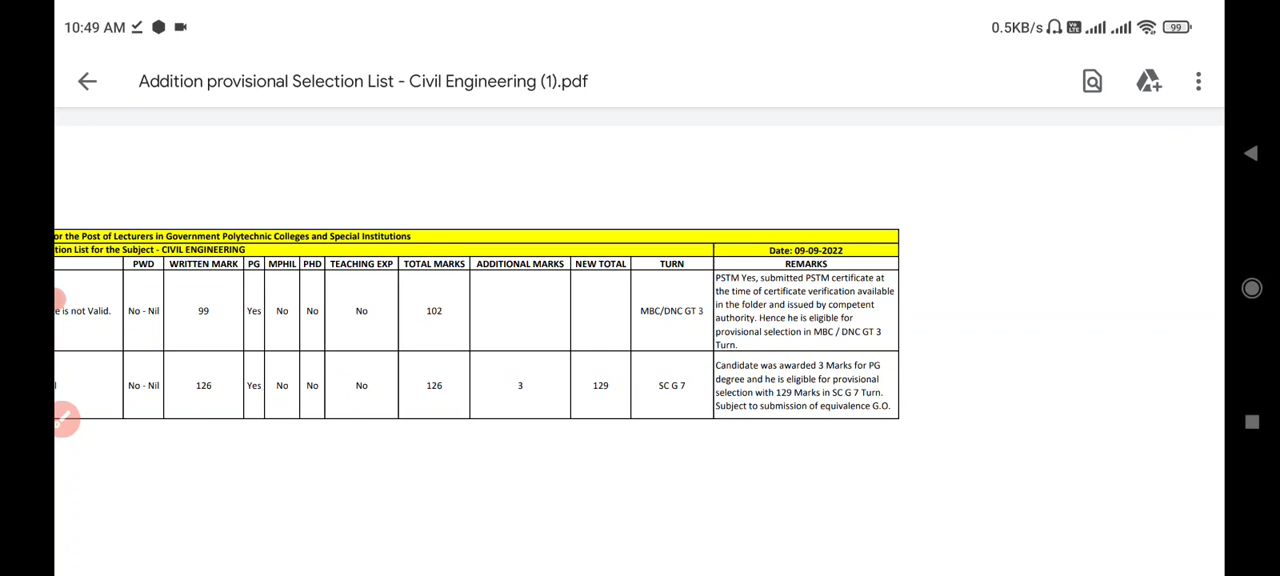 10:49 AM
0.5KB/s
99
Addition provisional Selection List - Civil Engineering (1).pdf
or the Post of Lecturers in Government Polytechnic Colleges and Special Institutions
tion List for the Subject - CIVIL ENGINEERING Date: 09-09-2022
PWD WRITTEN MARK PG MPHIL PHD TEACHING EXP TOTAL MARKS ADDITIONAL MARKS NEW TOTAL TURN REMARKS
e is not Valid. No - Nil 99 Yes No No No 102 MBC/DNC GT 3
PSTM Yes, submitted PSTM certificate at
the time of certificate verification available
in the folder and issued by competent
authority. Hence he is eligible for
provisional selection in MBC / DNC GT 3
Turn.
l No - Nil 126 Yes No No No 126 3 129 SC G 7
Candidate was awarded 3 Marks for PG
degree and he is eligible for provisional
selection with 129 Marks in SC G 7 Turn.
Subject to submission of equivalence G.O.